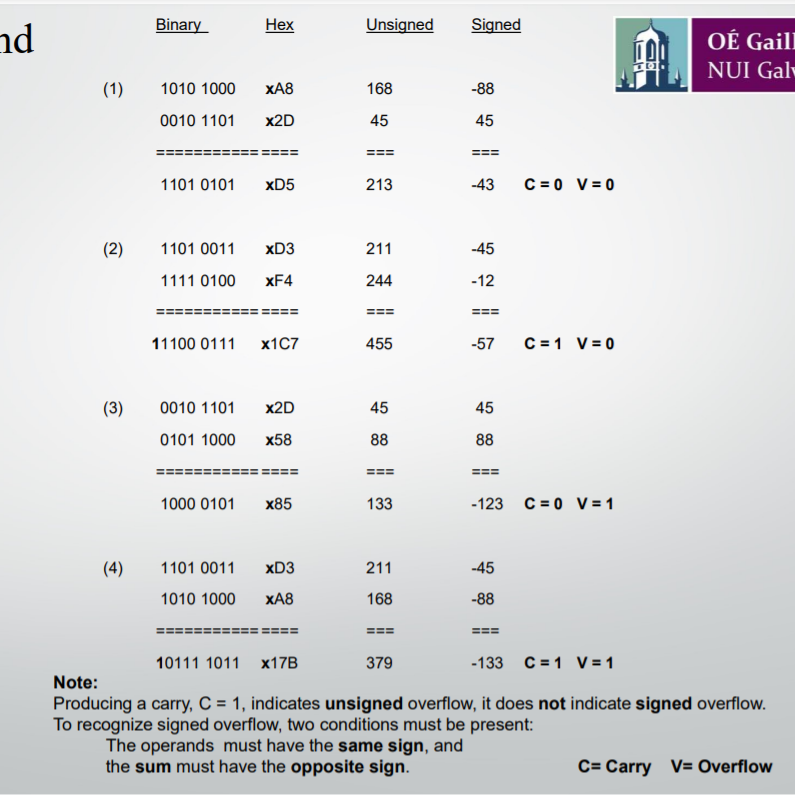 nd
Binary Hex Unsigned Signed
OÉ Gaill
NUI Galw
(1) 1010 1000 xA8 168 -88
0010 1101 x2D 45 45
=========== ==== === ===
1101 0101 xD5 213 -43 C = 0 V = 0
(2) 1101 0011 xD3 211 -45
1111 0100 xF4 244 -12
=========== ==== === ===
11100 0111 x1C7 455 -57 C = 1 V = 0
(3) 0010 1101 x2D 45 45
0101 1000 x58 88 88
=========== ==== === ===
1000 0101 x85 133 -123 C = 0 V = 1
(4) 1101 0011 xD3 211 -45
1010 1000 xA8 168 -88
=========== ==== === ===
10111 1011 x17B 379 -133 C = 1 V = 1
Note:
Producing a carry, C = 1, indicates unsigned overflow, it does not indicate signed overflow.
To recognize signed overflow, two conditions must be present:
The operands must have the same sign, and
the sum must have the opposite sign.
C= Carry V= Overflow